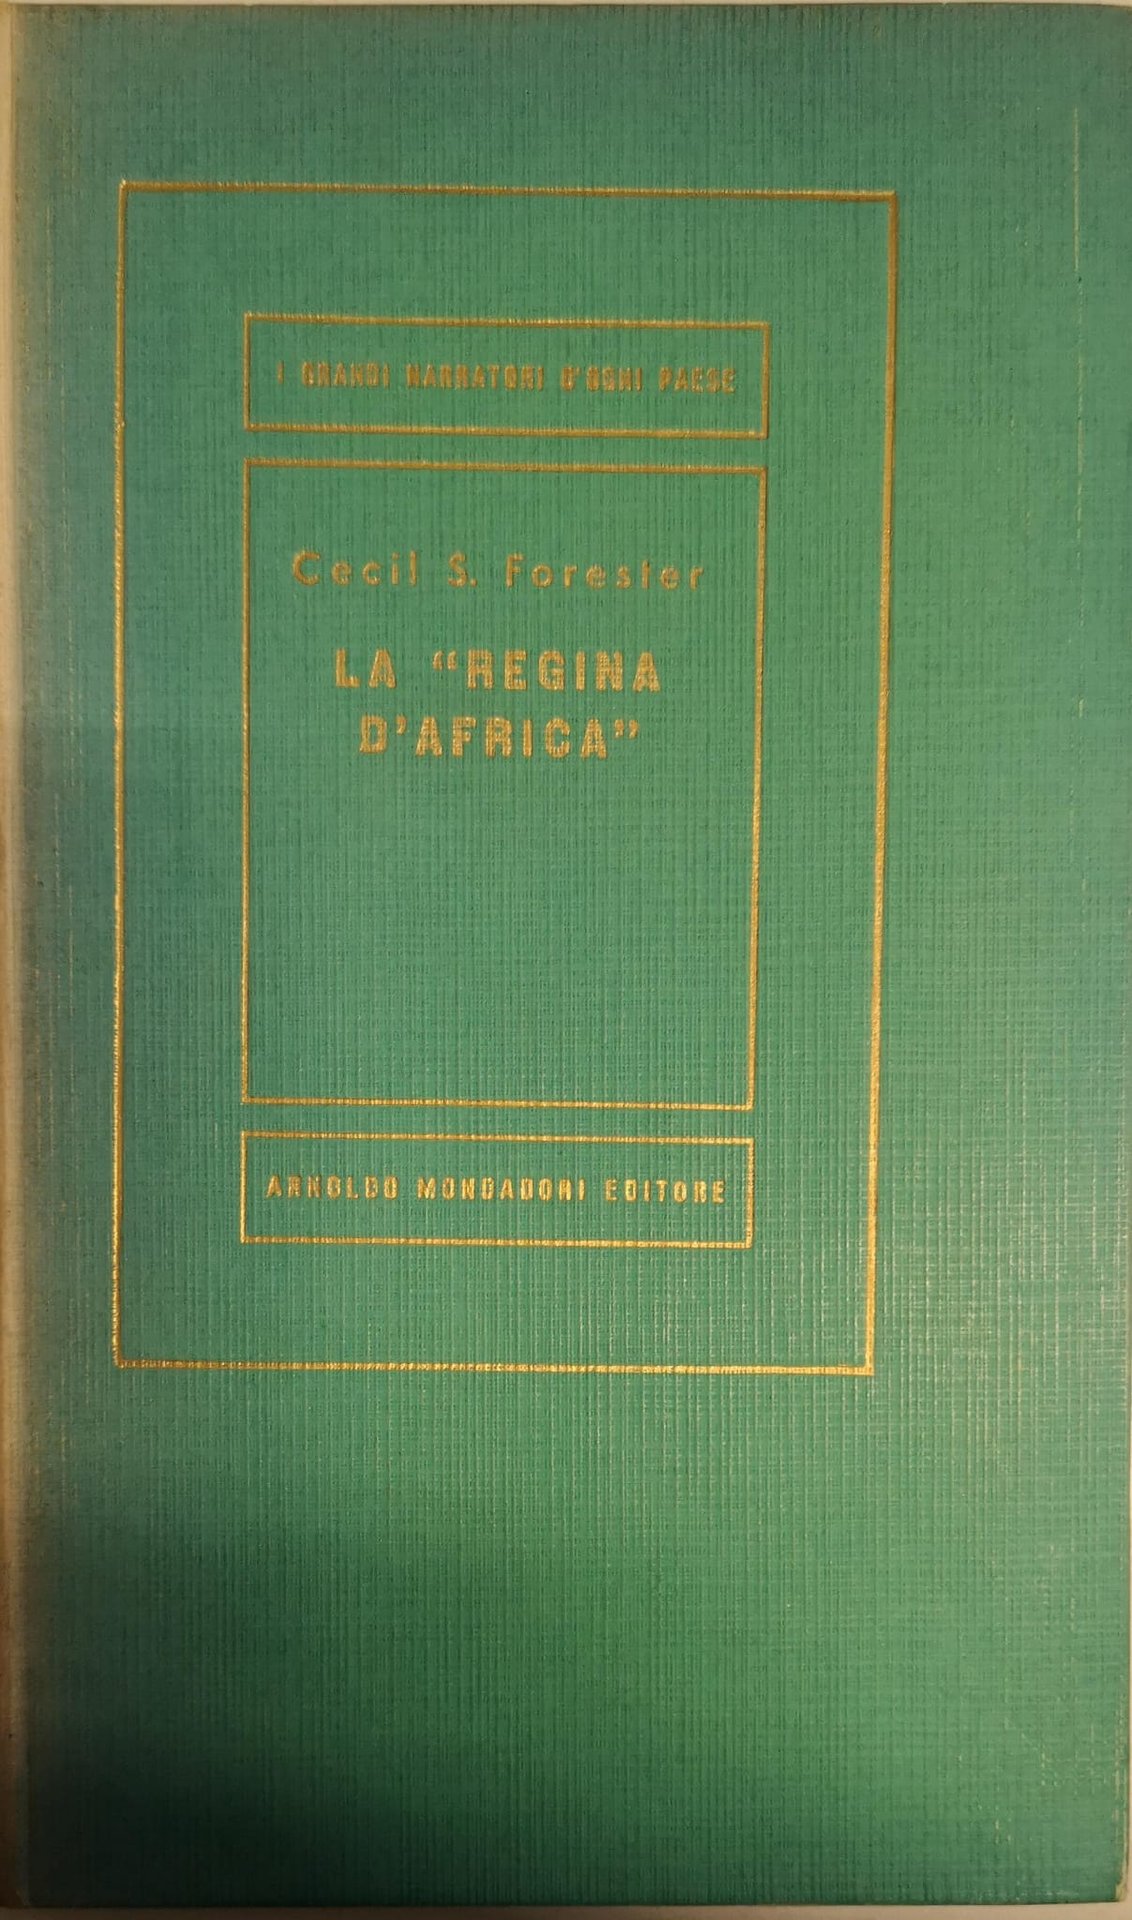 I GRANDI NARRATORI D'OGNI PAESE
Cecil S. Forester
LA “REGINA
D’AFRICA”
ARNOLDO MONDADORI EDITORE